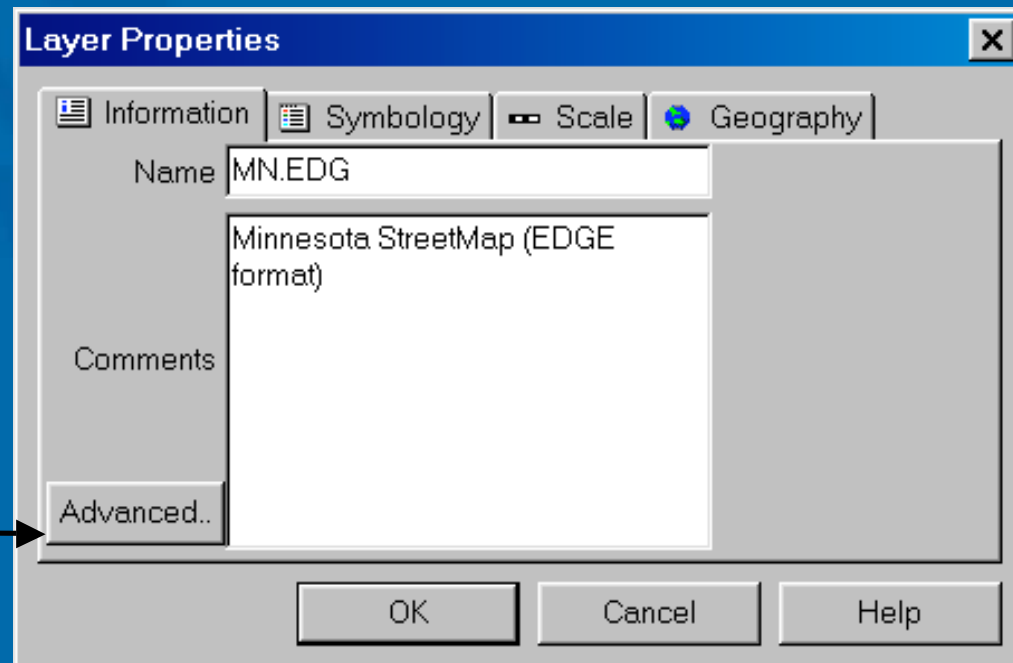 Layer Properties
Information Symbology Scale Geography
Name MN.EDG
Minnesota StreetMap (EDGE
format)
Comments
Advanced..
OK Cancel Help